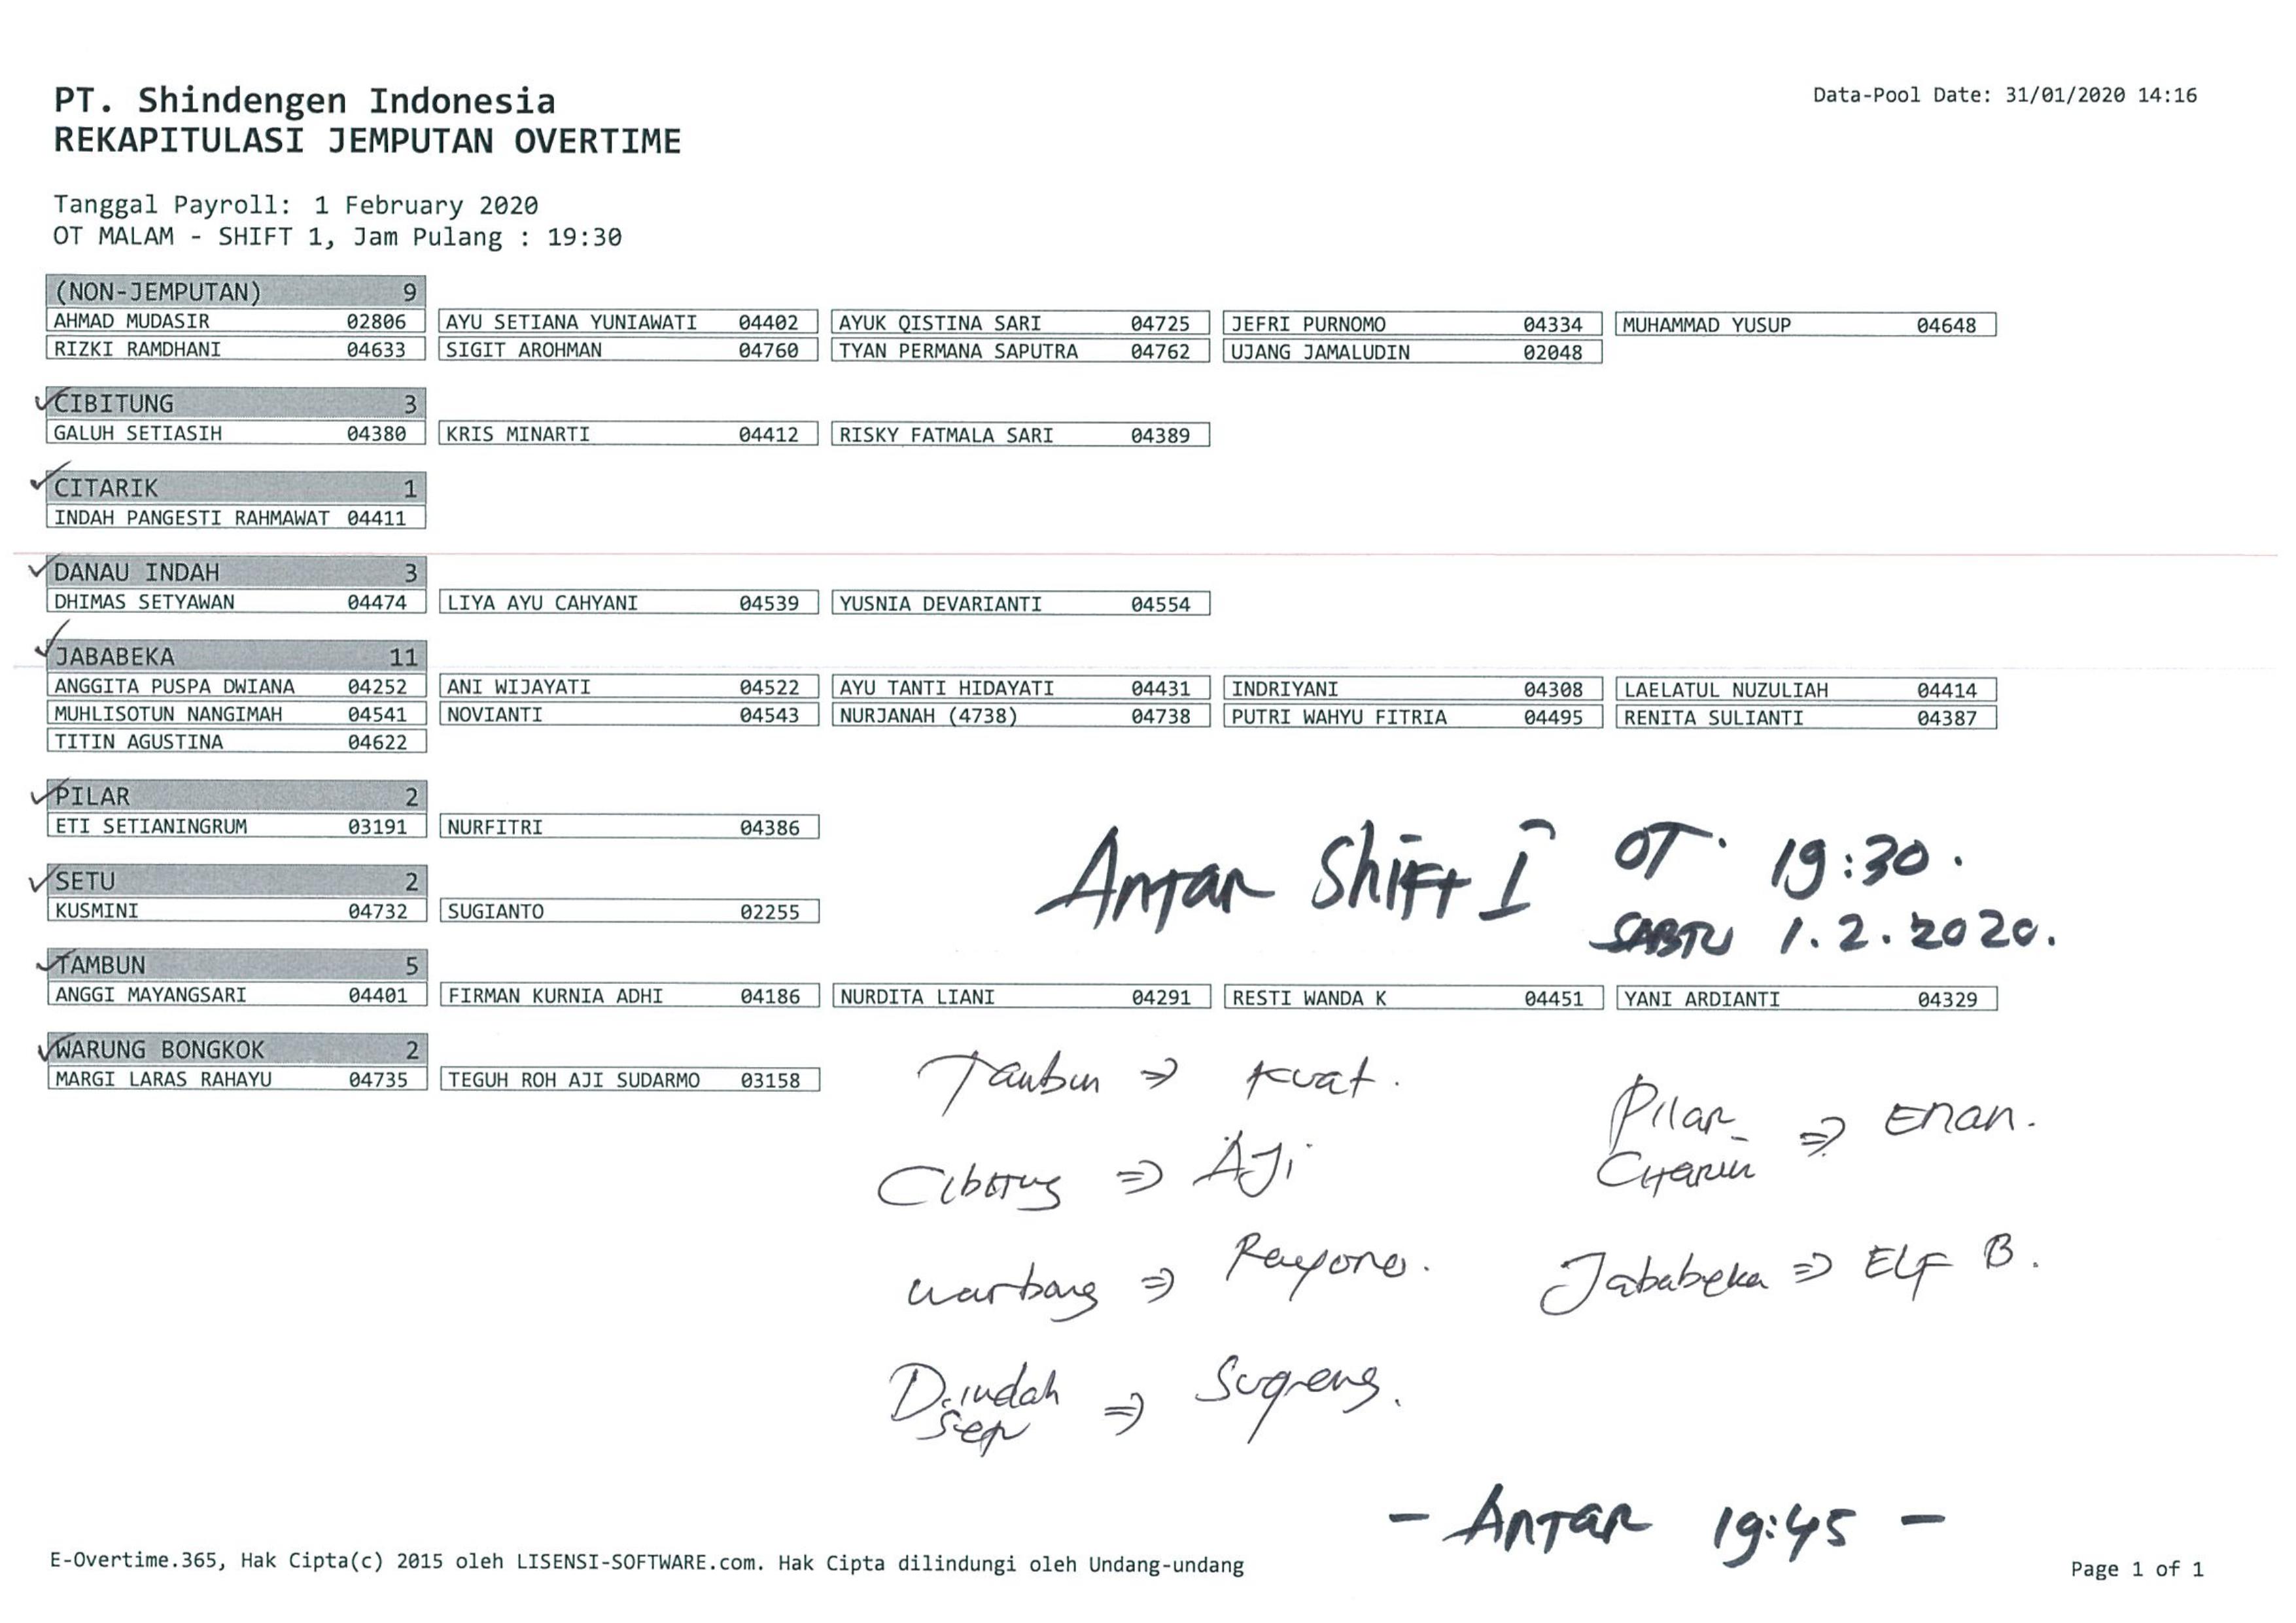 PT. Shindengen Indonesia
Data-Pool Date: 31/01/2020 14:16
REKAPITULASI JEMPUTAN OVERTIME
Tanggal Payroll: 1 February 2020
OT MALAM - SHIFT 1, Jam Pulang : 19:30
(NON-JEMPUTAN) 9
AHMAD MUDASIR 02806 AYU SETIANA YUNIAWATI 04402 AYUK QISTINA SARI 04725 JEFRI PURNOMO 04334 MUHAMMAD YUSUP 04648
RIZKI RAMDHANI 04633 SIGIT AROHMAN 04760 TYAN PERMANA SAPUTRA 04762 UJANG JAMALUDIN 02048
CIBITUNG 3
GALUH SETIASIH 04380 KRIS MINARTI 04412 RISKY FATMALA SARI 04389
CITARIK 1
INDAH PANGESTI RAHMAWAT 04411
DANAU INDAH 3
DHIMAS SETYAWAN 04474 LIYA AYU CAHYANI 04539 YUSNIA DEVARIANTI 04554
JABABEKA 11
ANGGITA PUSPA DWIANA 04252 ANI WIJAYATI 04522 AYU TANTI HIDAYATI 04431 INDRIYANI 04308 LAELATUL NUZULIAH 04414
MUHLISOTUN NANGIMAH 04541 NOVIANTI 04543 NURJANAH (4738) 04738 PUTRI WAHYU FITRIA 04495 RENITA SULIANTI 04387
TITIN AGUSTINA 04622
PILAR 2
ETI SETIANINGRUM 03191 NURFITRI 04386
SETU 2
KUSMINI 04732 SUGIANTO 02255
Antar Shift I OT. 19:30.
SABTU 1.2.2020.
TAMBUN 5
ANGGI MAYANGSARI 04401 FIRMAN KURNIA ADHI 04186 NURDITA LIANI 04291 RESTI WANDA K 04451 YANI ARDIANTI 04329
WARUNG BONGKOK 2
MARGI LARAS RAHAYU 04735 TEGUH ROH AJI SUDARMO 03158
Tambun ⇒ Kuat.
Pilar ⇒ Enan.
Cibitung ⇒ AJi
Warbong ⇒
Jababeka ⇒ ELF B.
D.indah ⇒ Sugeng.
- ANTAR 19:45 -
E-Overtime.365, Hak Cipta(c) 2015 oleh LISENSI-SOFTWARE.com. Hak Cipta dilindungi oleh Undang-undang
Page 1 of 1